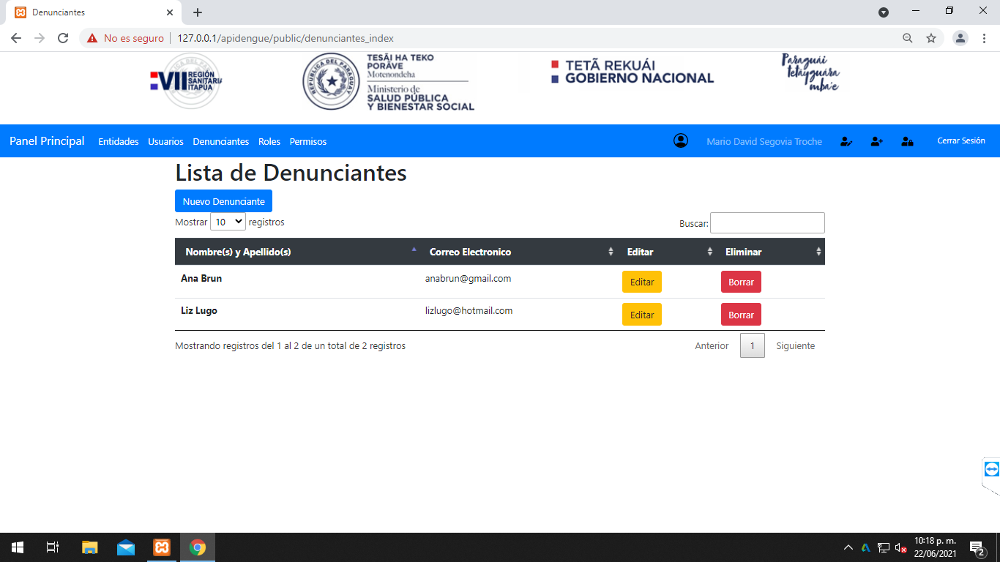 Denunciantes
No es seguro
127.0.0.1/apidengue/public/denunciantes_index
VII REGIÓN
SANITARIA
ITAPÚA
REPUBLICA DEL PARAGUAY
TESÃI HA TEKO
PORÃVE
Motenondeha
Ministerio de
SALUD PÚBLICA
Y BIENESTAR SOCIAL
TETÃ REKUÁI
GOBIERNO NACIONAL
Paraguái
tetãyguára
mba'e
Panel Principal Entidades Usuarios Denunciantes Roles Permisos Mario David Segovia Troche Cerrar Sesión
Lista de Denunciantes
Nuevo Denunciante
Mostrar 10 registros Buscar:
Nombre(s) y Apellido(s) Correo Electronico Editar Eliminar
Ana Brun anabrun@gmail.com Editar Borrar
Liz Lugo lizlugo@hotmail.com Editar Borrar
Mostrando registros del 1 al 2 de un total de 2 registros Anterior 1 Siguiente
10:18 p. m.
22/06/2021
2